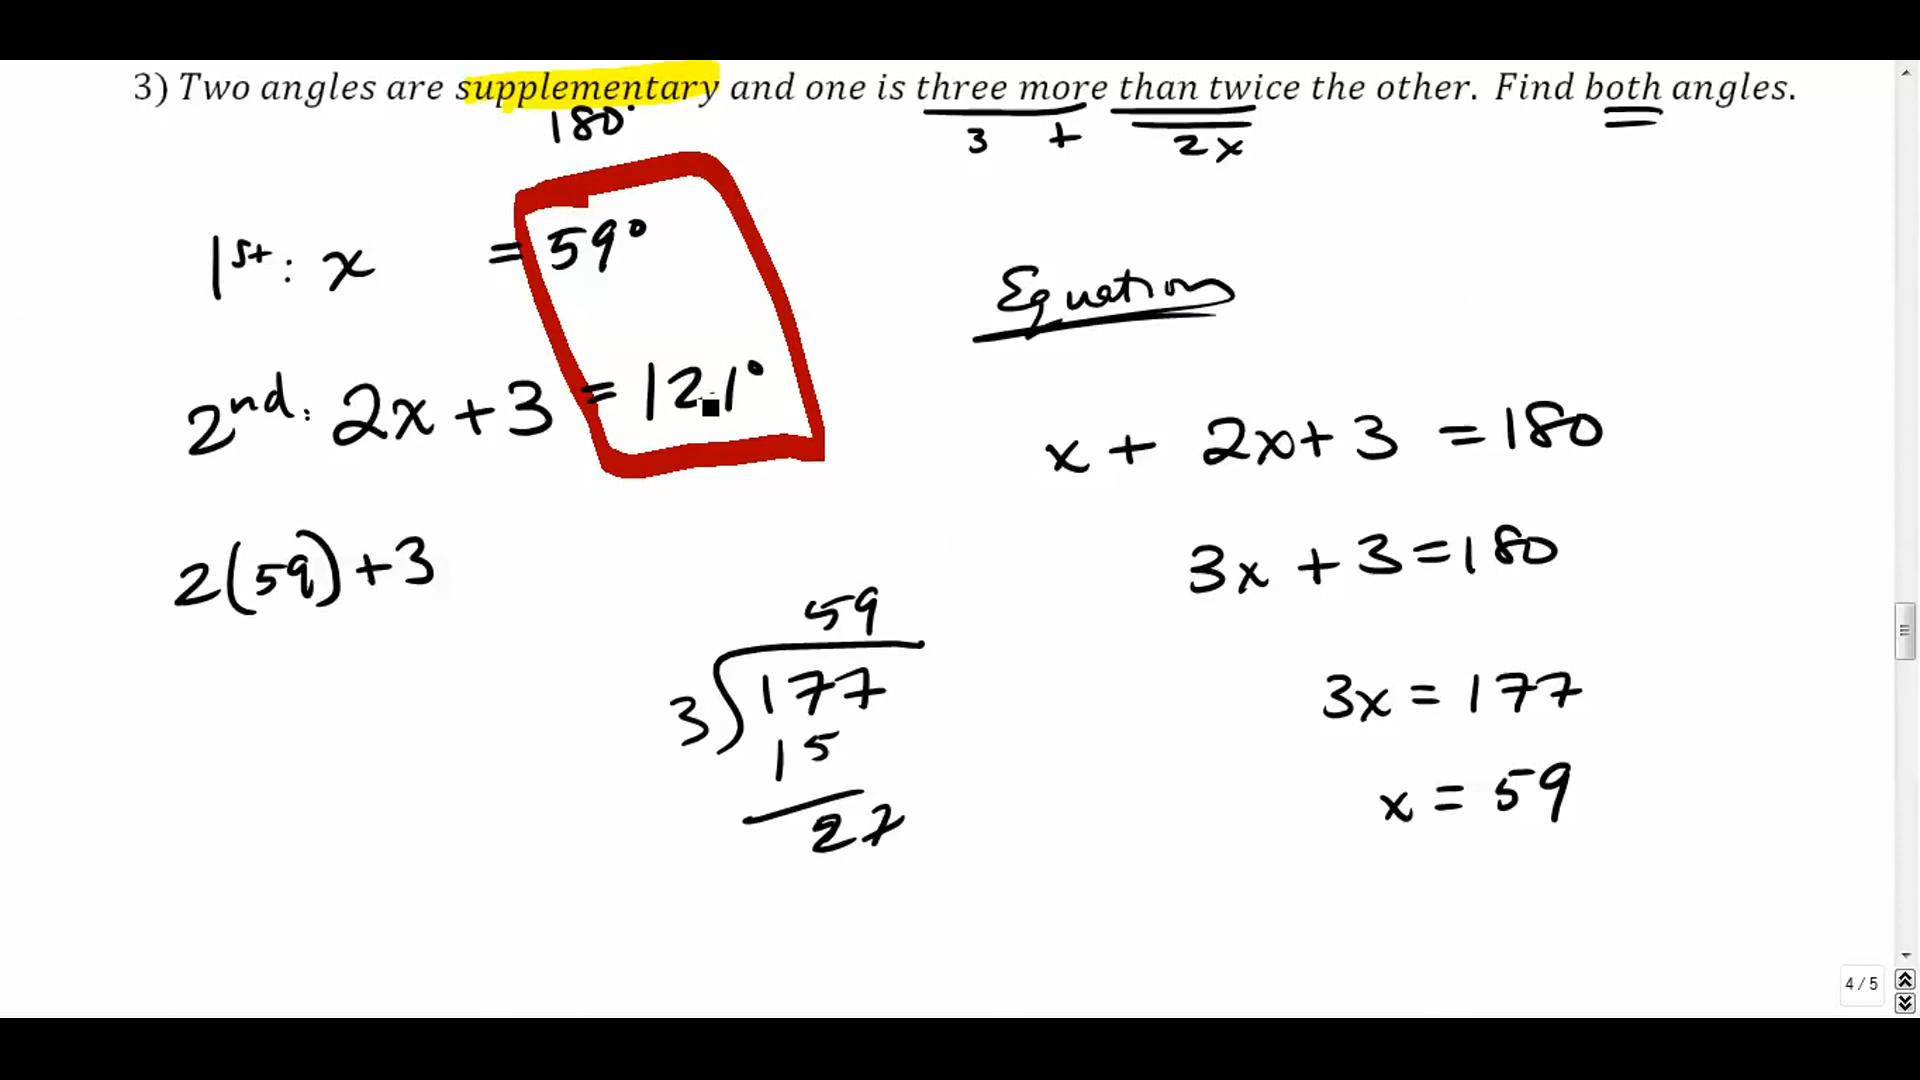 3) Two angles are supplementary and one is three more than twice the other. Find both angles.
180° 3 + 2x
1st: x = 59°
Equation
2nd: 2x + 3 = 121°
x + 2x + 3 = 180
2(59) + 3
3x + 3 = 180
59
3 177
3x = 177
15
27
x = 59
4 / 5